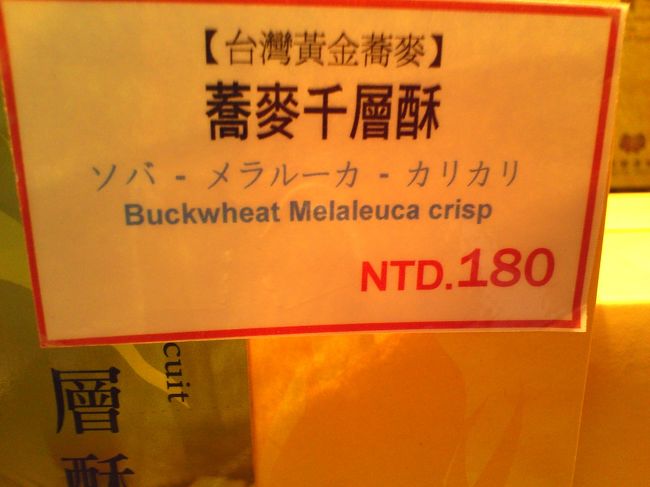 【台灣黃金蕎麥】
蕎麥千層酥
ソバ - メラルーカ - カリカリ
Buckwheat Melaleuca crisp
NTD.180
cuit
層酥